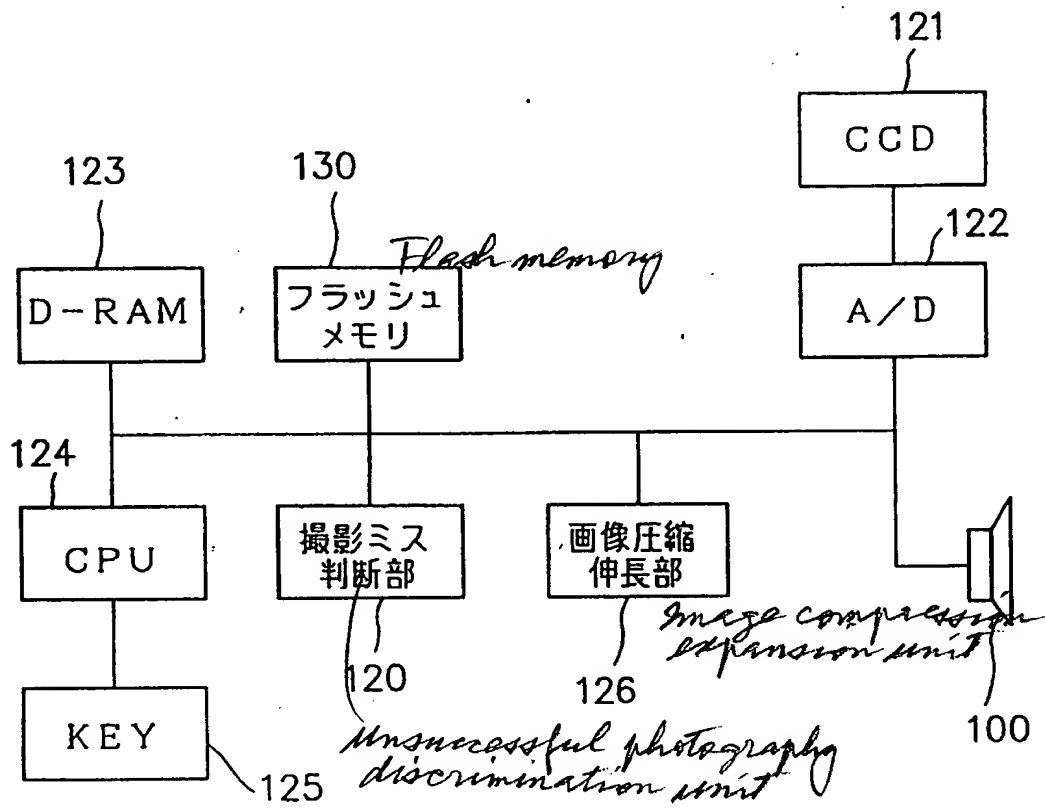 121
CCD
123
130
122
Flash memory
D-RAM
フラッシュ
メモリ
A/D
124
CPU
撮影ミス
判断部
画像圧縮
伸長部
Image compression
expansion unit
120
126
100
KEY
125
Unsuccessful photography
discrimination unit